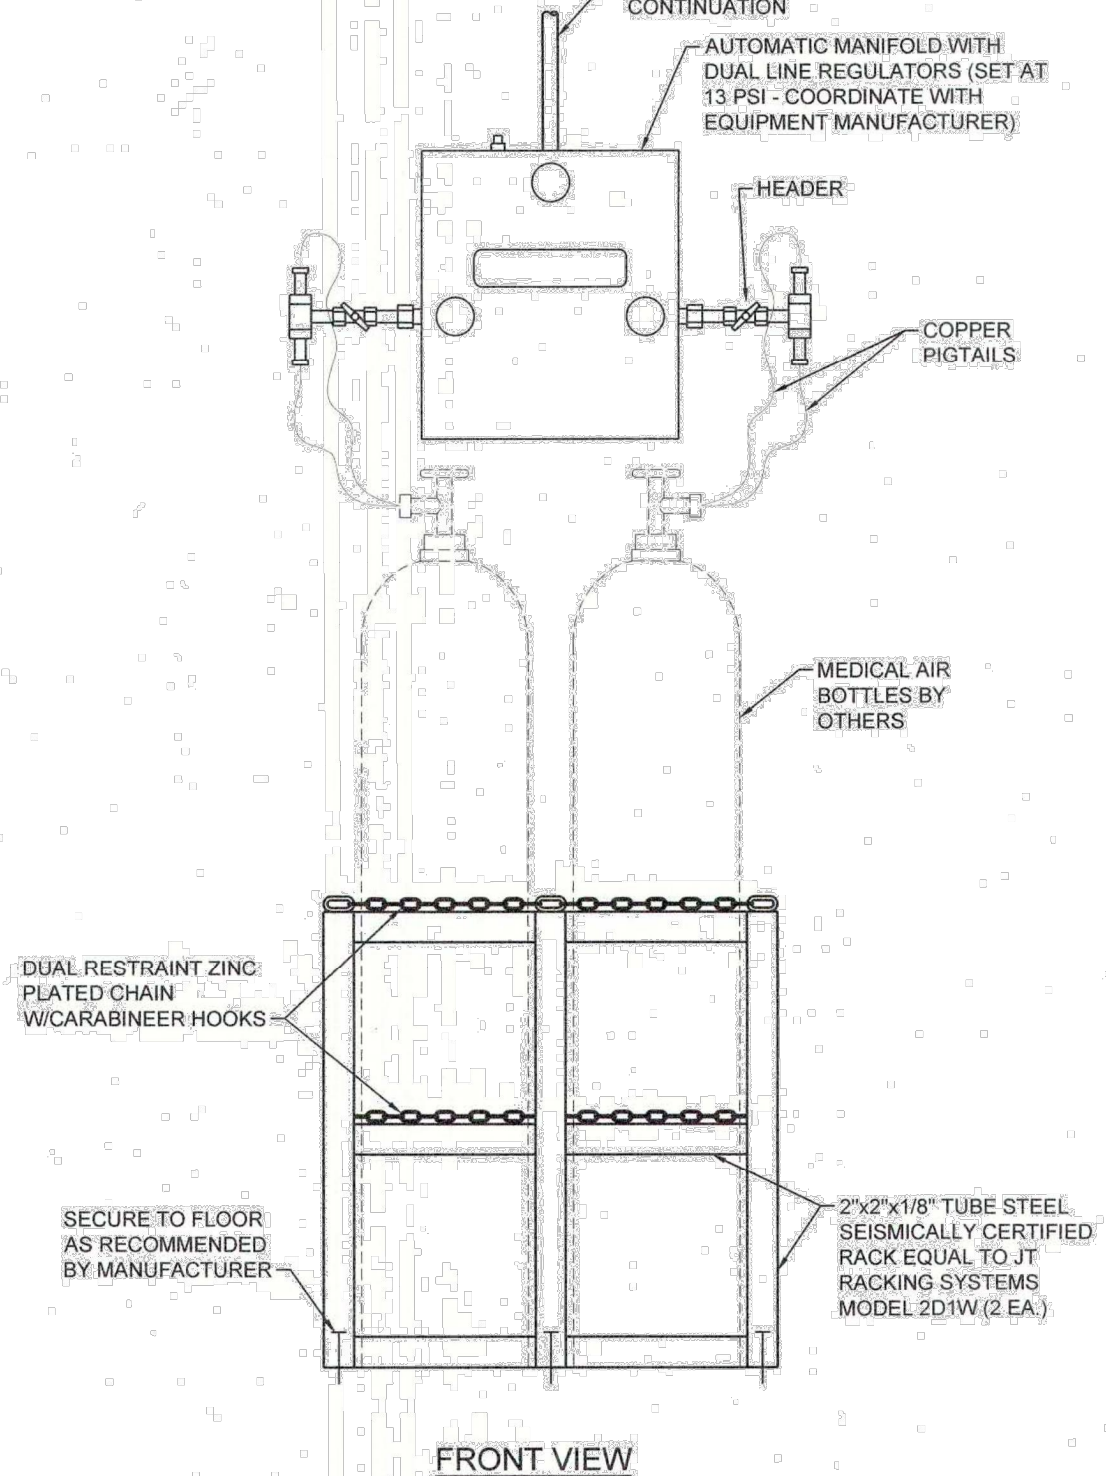 CONTINUATION
AUTOMATIC MANIFOLD WITH
DUAL LINE REGULATORS (SET AT
13 PSI - COORDINATE WITH
EQUIPMENT MANUFACTURER)
HEADER
COPPER
PIGTAILS
MEDICAL AIR
BOTTLES BY
OTHERS
DUAL RESTRAINT ZINC
PLATED CHAIN
W/CARABINEER HOOKS
SECURE TO FLOOR
AS RECOMMENDED
BY MANUFACTURER
2"x2"x1/8" TUBE STEEL
SEISMICALLY CERTIFIED
RACK EQUAL TO JT
RACKING SYSTEMS
MODEL 2D1W (2 EA.)
FRONT VIEW